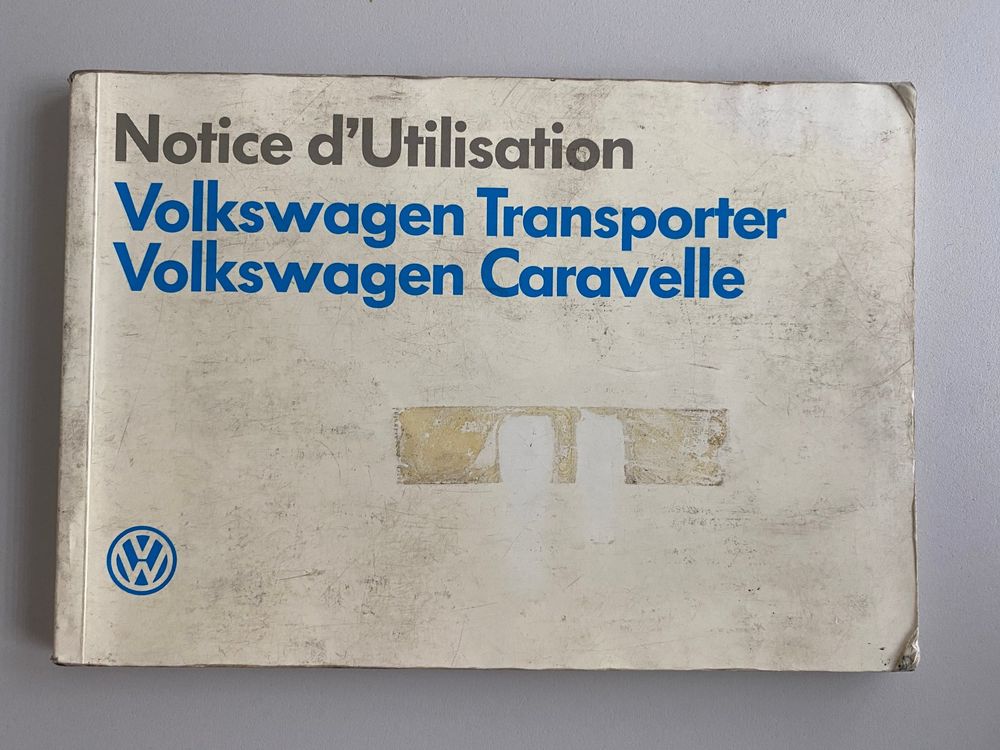 Notice d'Utilisation
Volkswagen Transporter
Volkswagen Caravelle
VW